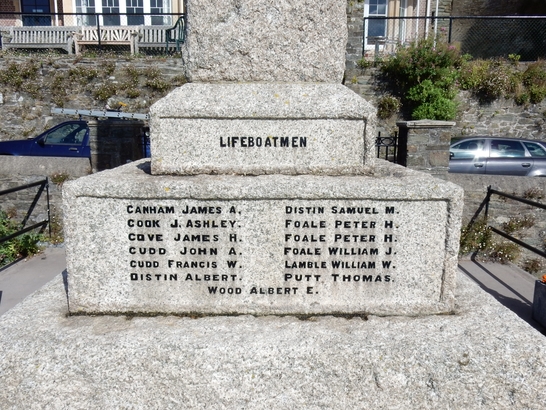 LIFEBOATMEN
CANHAM JAMES A.
COOK J. ASHLEY.
COVE JAMES H.
CUDD JOHN A.
CUDD FRANCIS W.
DISTIN ALBERT.
DISTIN SAMUEL M.
FOALE PETER H.
FOALE PETER H.
FOALE WILLIAM J.
LAMBLE WILLIAM W.
PUTT THOMAS.
WOOD ALBERT E.